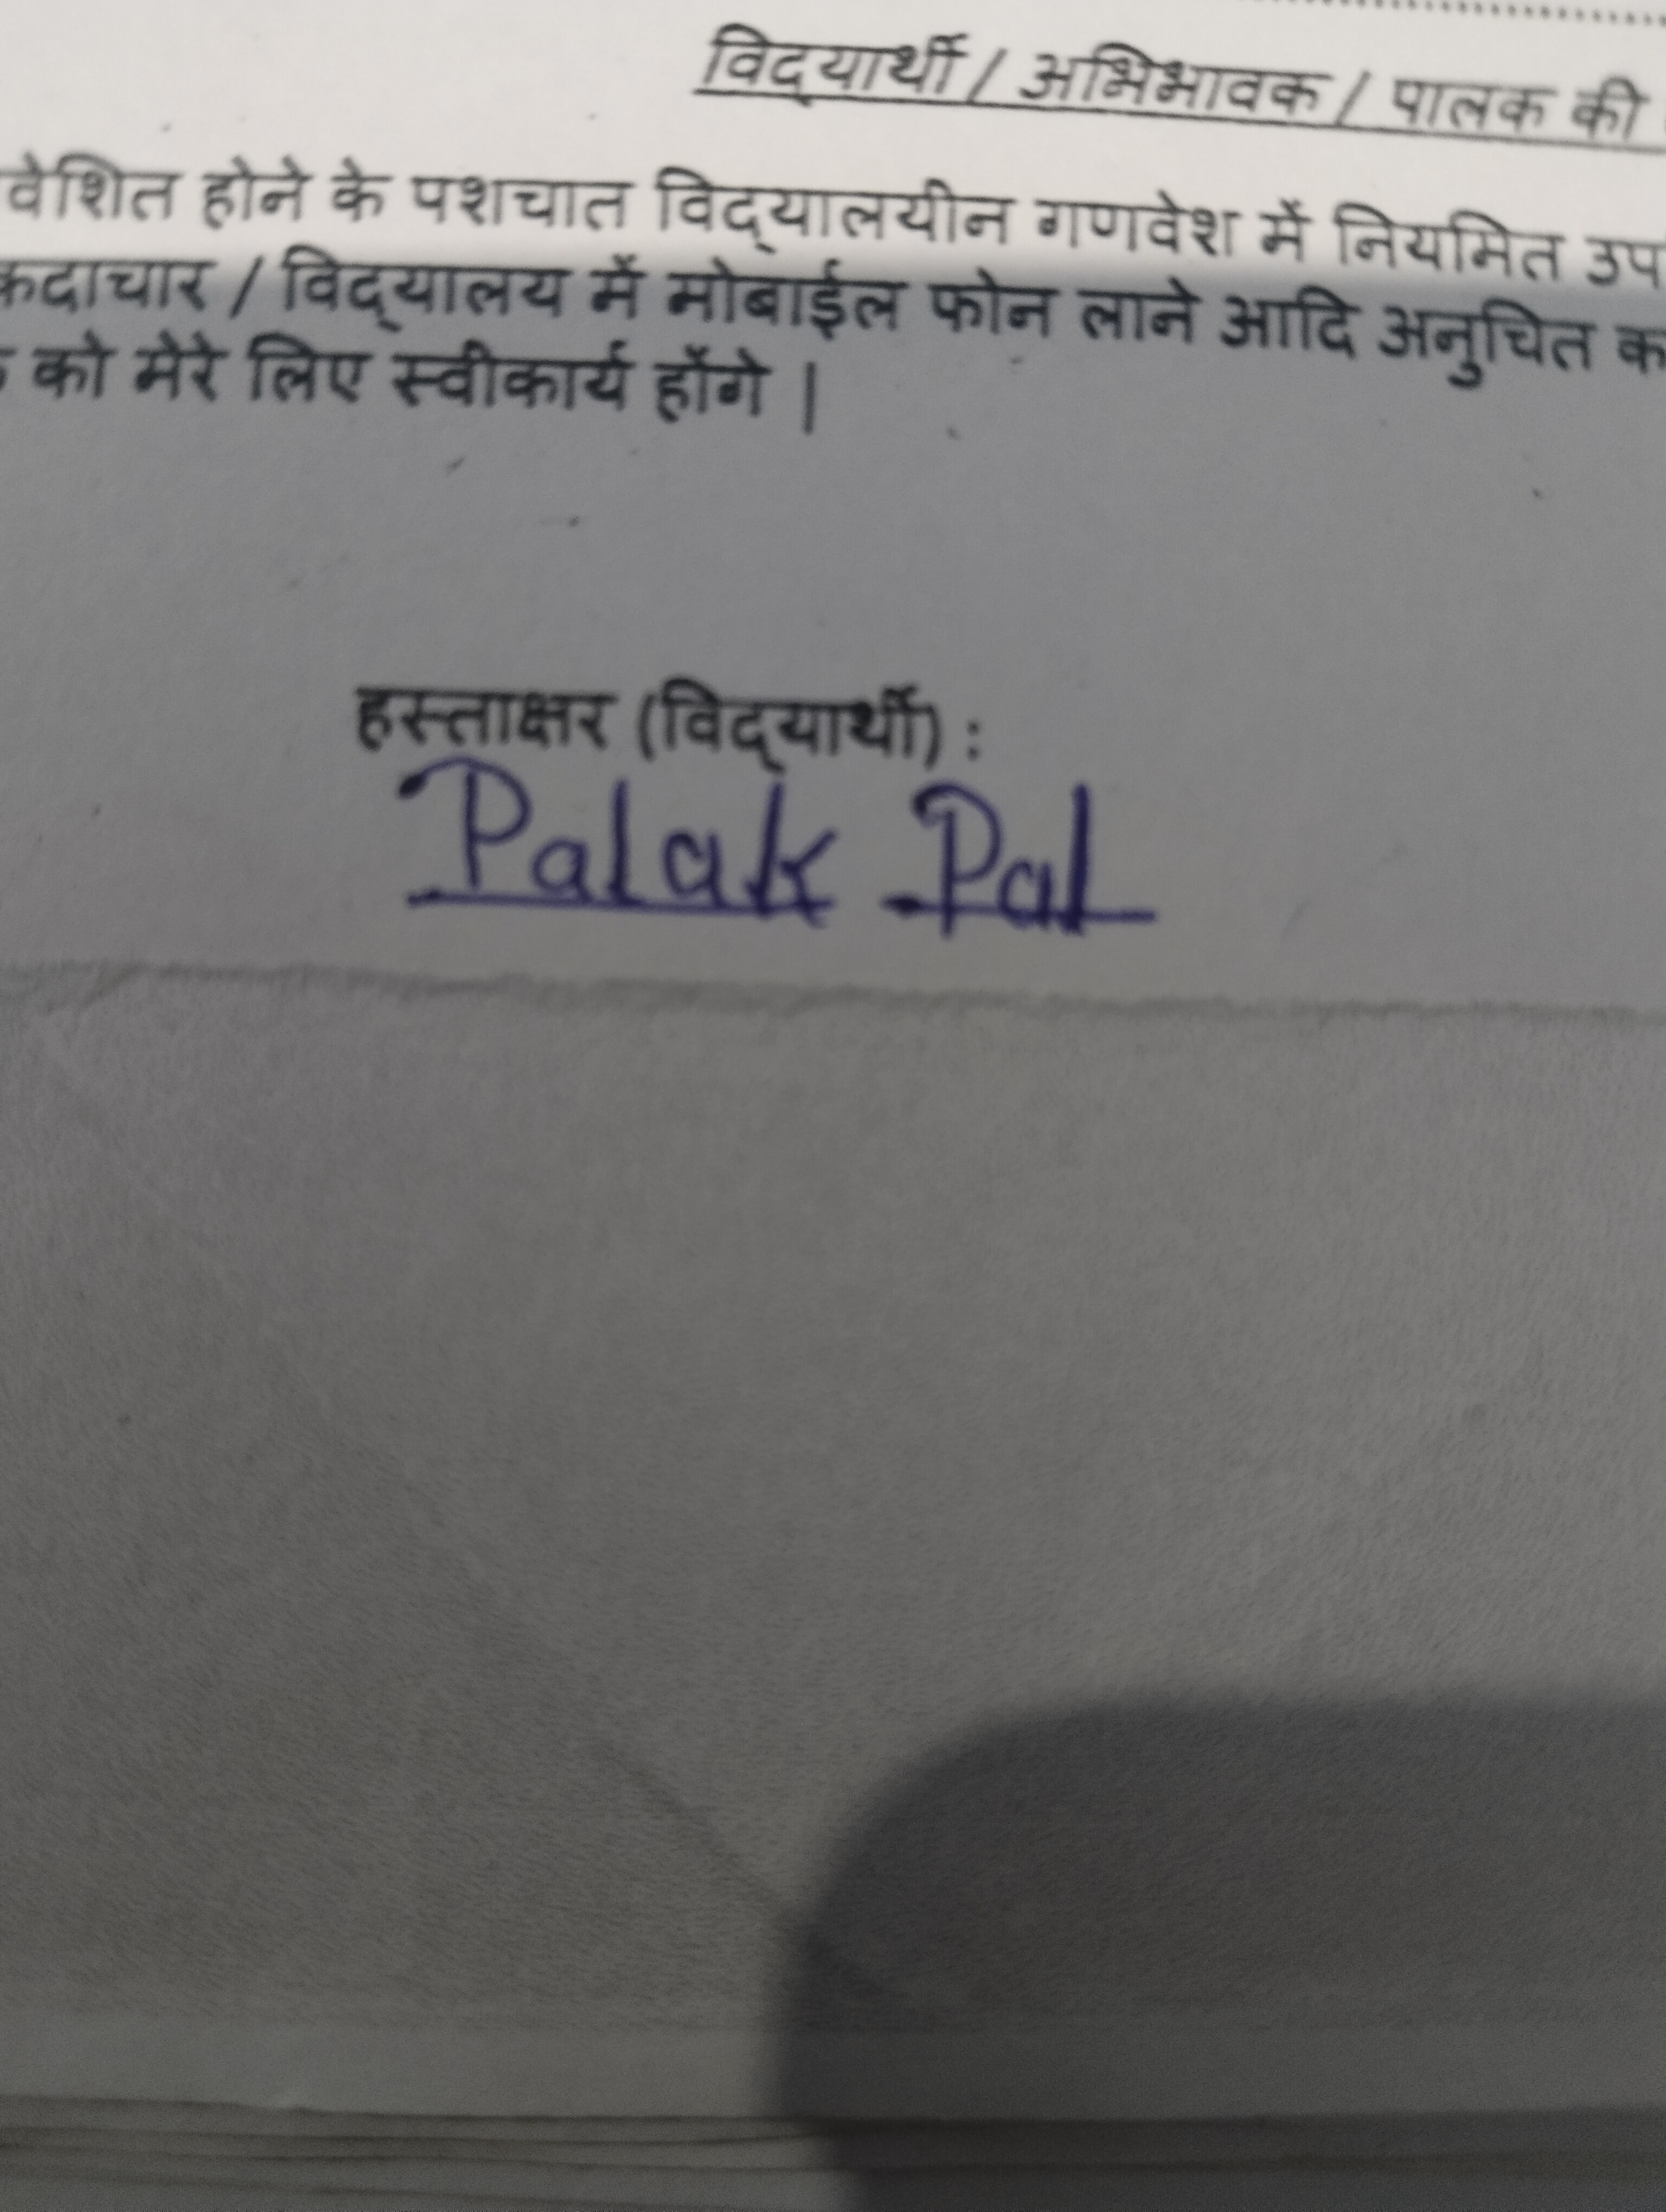 विद्यार्थी / अभिभावक / पालक की
वेशित होने के पशचात विद्यालयीन गणवेश में नियमित उप
कदाचार / विद्यालय में मोबाईल फोन लाने आदि अनुचित क
को मेरे लिए स्वीकार्य होंगे |
हस्ताक्षर (विद्यार्थी) :
Palak Pal